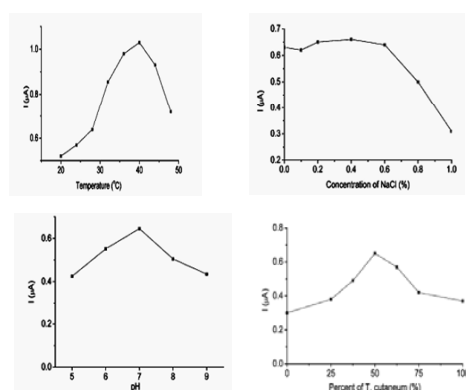 1.0
0.8
0.6
I (μA)
20 30 40 50
Temperature (°C)
0.7
0.6
0.5
0.4
0.3
0.2
I (μA)
0.0 0.2 0.4 0.6 0.8 1.0
Concentration of NaCl (%)
0.6
0.4
0.2
0.0
I (μA)
5 6 7 8 9
pH
0.8
0.6
0.4
0.2
0.0
I (μA)
0 25 50 75 100
Percent of T. cutaneum (%)